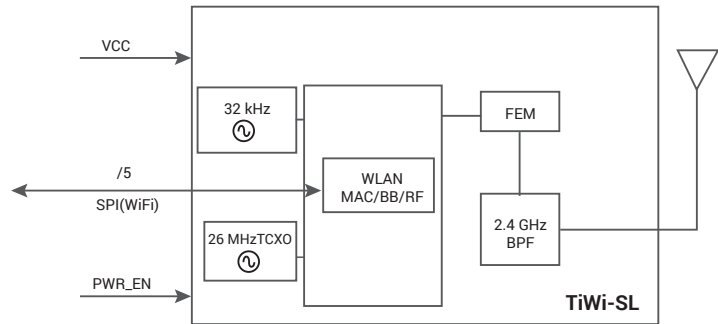 VCC
32 kHz
FEM
/5
SPI(WiFi)
WLAN
MAC/BB/RF
26 MHzTCXO
2.4 GHz
BPF
PWR_EN
TiWi-SL